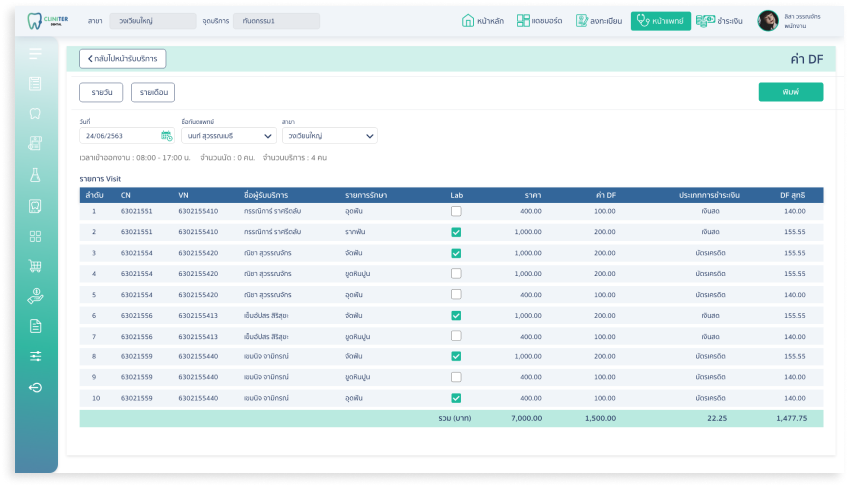 CLINITER
DENTAL
สาขา วงเวียนใหญ่ จุดบริการ ทันตกรรม1 หน้าหลัก แดชบอร์ด ลงทะเบียน หน้าแพทย์ ชำระเงิน ลิสา วรรณจักร
พนักงาน
กลับไปหน้ารับบริการ ค่า DF
รายวัน รายเดือน พิมพ์
วันที่ ชื่อทันตแพทย์ สาขา
24/06/2563 นนท์ สุวรรณเมธี วงเวียนใหญ่
เวลาเข้าออกงาน : 08:00 - 17:00 น. จำนวนนัด : 0 คน. จำนวนบริการ : 4 คน
รายการ Visit
ลำดับ CN VN ชื่อผู้รับบริการ รายการรักษา Lab ราคา ค่า DF ประเภทการชำระเงิน DF สุทธิ
1 63021551 6302155410 กรรณิการ์ ราศรีตลับ อุดฟัน 400.00 100.00 เงินสด 140.00
2 63021551 6302155410 กรรณิการ์ ราศรีตลับ รากฟัน 1,000.00 200.00 เงินสด 155.55
3 63021554 6302155420 ณิชา สุวรรณจักร จัดฟัน 1,000.00 200.00 บัตรเครดิต 155.55
4 63021554 6302155420 ณิชา สุวรรณจักร ขูดหินปูน 1,000.00 200.00 บัตรเครดิต 155.55
5 63021554 6302155420 ณิชา สุวรรณจักร อุดฟัน 400.00 100.00 บัตรเครดิต 140.00
6 63021556 6302155413 เข็มอัปสร สิริสุขะ จัดฟัน 1,000.00 200.00 เงินสด 155.55
7 63021556 6302155413 เข็มอัปสร สิริสุขะ ขูดหินปูน 400.00 100.00 เงินสด 140.00
8 63021559 6302155440 เขมนิจ จามิกรณ์ จัดฟัน 1,000.00 200.00 บัตรเครดิต 155.55
9 63021559 6302155440 เขมนิจ จามิกรณ์ ขูดหินปูน 400.00 100.00 บัตรเครดิต 140.00
10 63021559 6302155440 เขมนิจ จามิกรณ์ อุดฟัน 400.00 100.00 บัตรเครดิต 140.00
รวม (บาท) 7,000.00 1,500.00 22.25 1,477.75